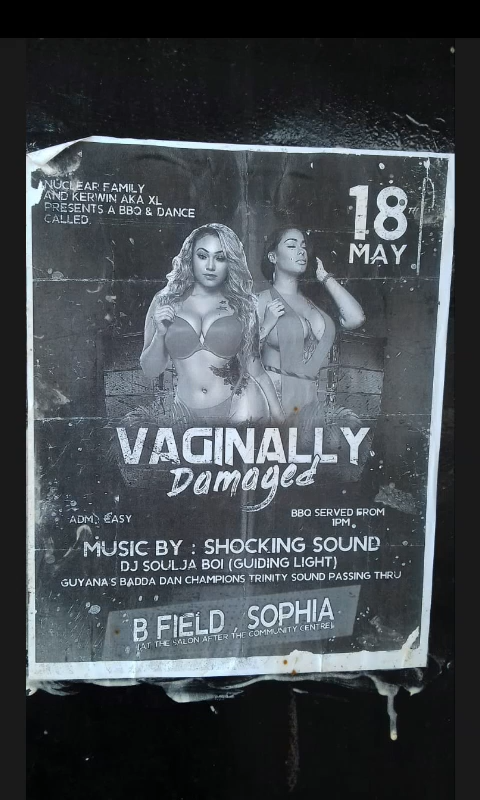 NUCLEAR FAMILY
AND KERWIN AKA XL
PRESENTS A BBQ & DANCE
CALLED.
18TH
MAY
VAGINALLY
Damaged
ADM; EASY
BBQ SERVED FROM
1PM.
MUSIC BY : SHOCKING SOUND
DJ SOULJA BOI (GUIDING LIGHT)
GUYANA'S BADDA DAN CHAMPIONS TRINITY SOUND PASSING THRU
B FIELD , SOPHIA
(AT THE SALON AFTER THE COMMUNITY CENTRE)